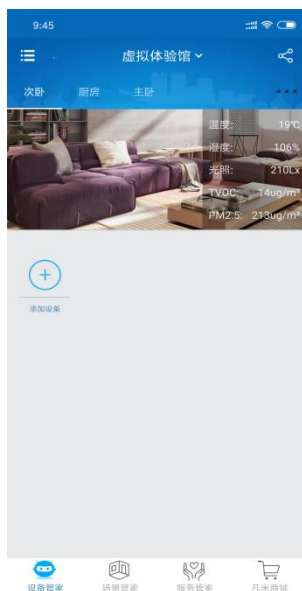 9:45
虚拟体验馆
次卧 厨房 主卧
温度: 19℃
湿度: 106%
光照: 210Lx
TVOC: 14ug/m³
PM2.5: 213ug/m³
添加设备
设备管家 场景管家 服务管家 凡米商城